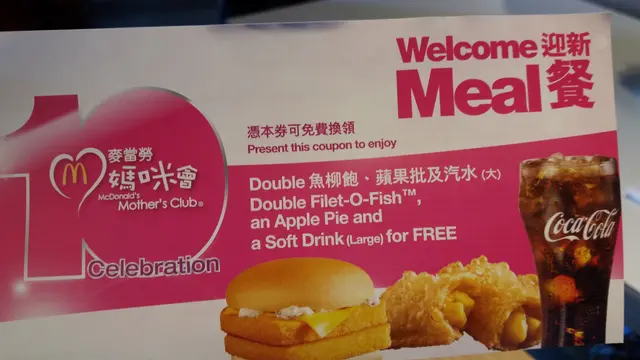 Welcome 迎新
Meal 餐
憑本券可免費換領
Present this coupon to enjoy
10
麥當勞
媽咪會
McDonald's
Mother's Club®
Celebration
Double 魚柳飽、蘋果批及汽水 (大)
Double Filet-O-Fish™,
an Apple Pie and
a Soft Drink (Large) for FREE
Coca-Cola